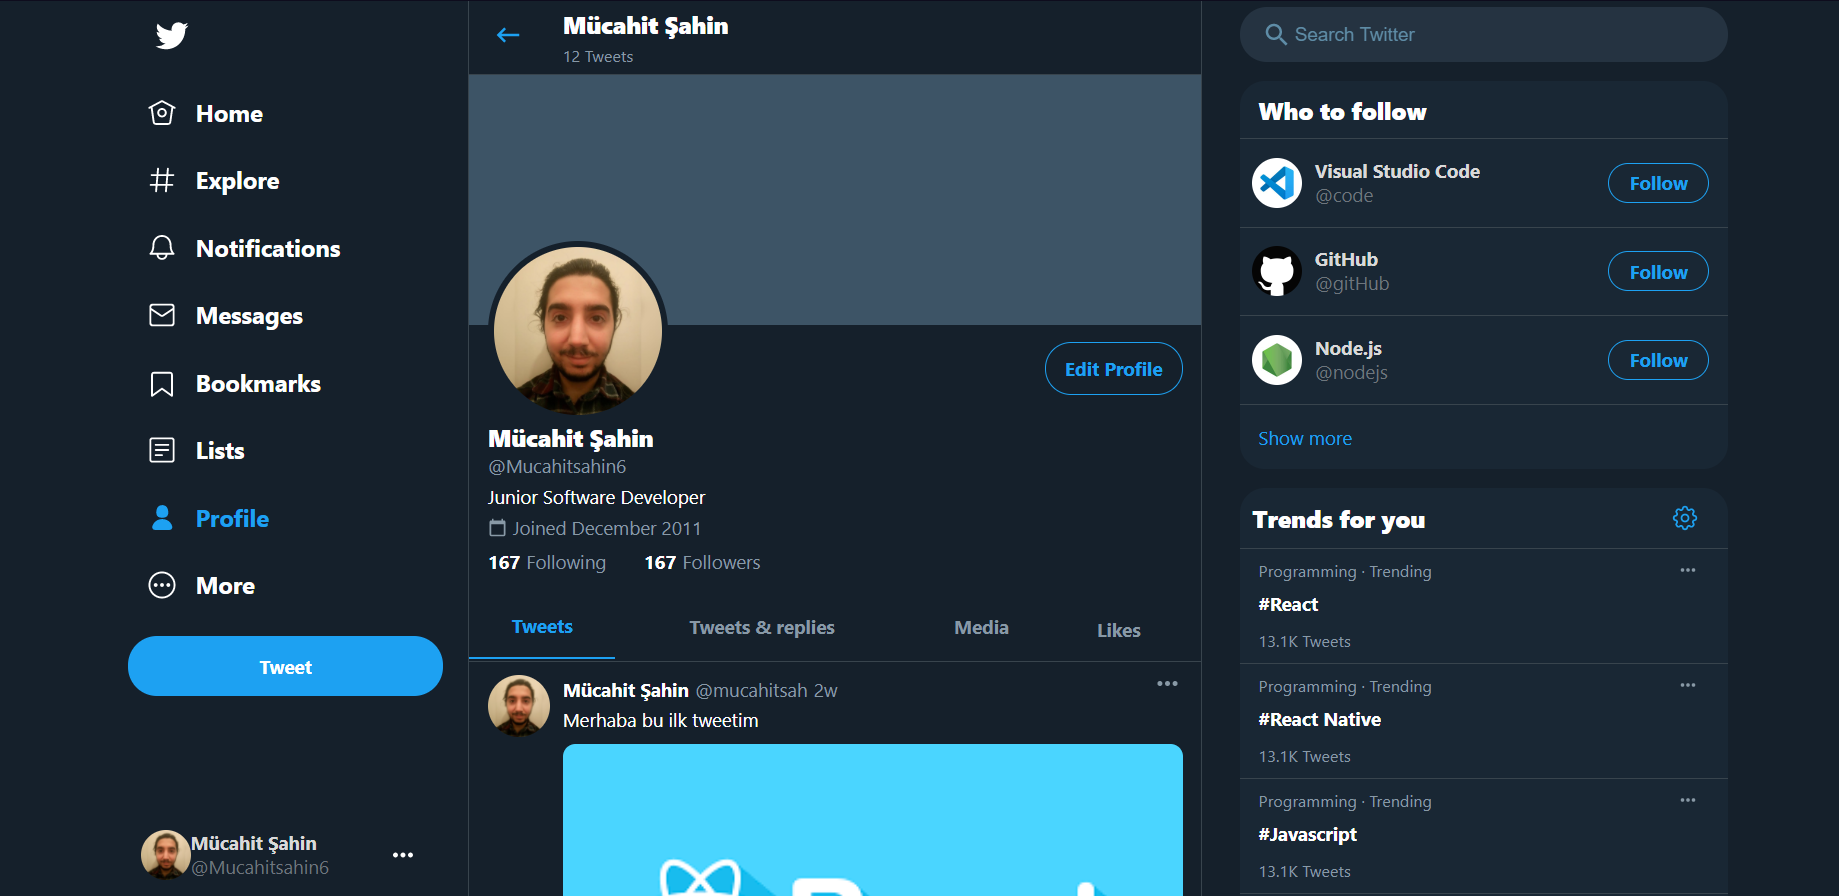 Home
Explore
Notifications
Messages
Bookmarks
Lists
Profile
More
Tweet
Mücahit Şahin
@Mucahitsahin6
Mücahit Şahin
12 Tweets
Edit Profile
Mücahit Şahin
@Mucahitsahin6
Junior Software Developer
Joined December 2011
167 Following 167 Followers
Tweets Tweets & replies Media Likes
Mücahit Şahin @mucahitsah 2w
Merhaba bu ilk tweetim
Search Twitter
Who to follow
Visual Studio Code
@code
Follow
GitHub
@gitHub
Follow
Node.js
@nodejs
Follow
Show more
Trends for you
Programming · Trending
#React
13.1K Tweets
Programming · Trending
#React Native
13.1K Tweets
Programming · Trending
#Javascript
13.1K Tweets